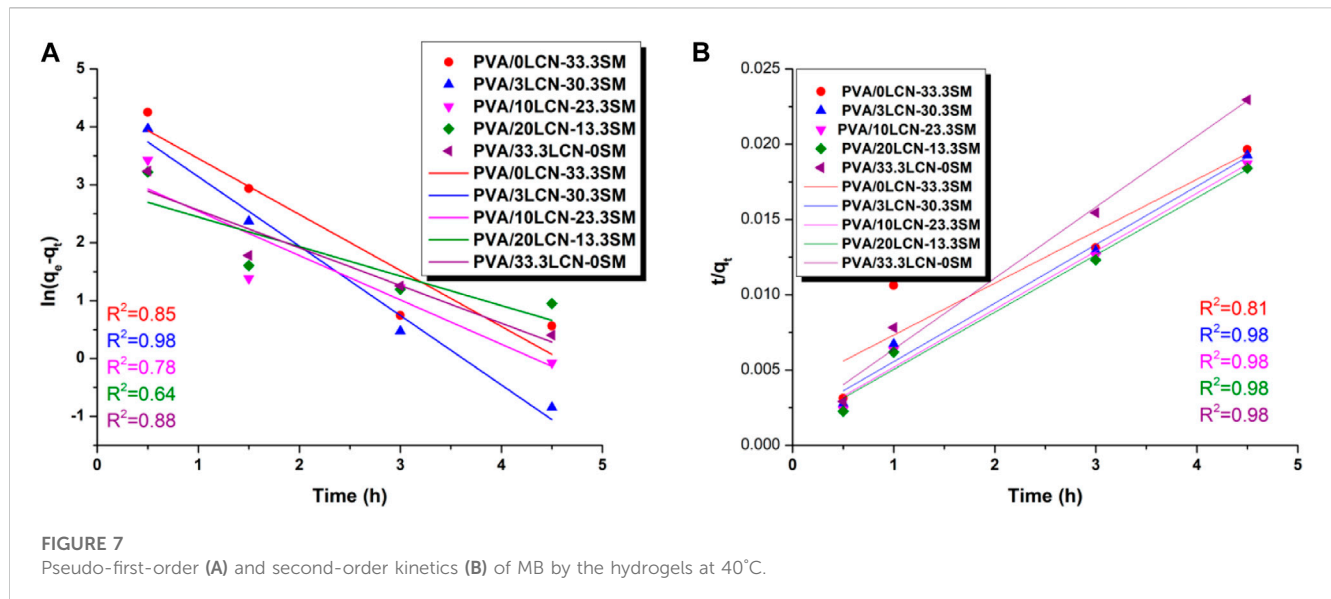 A
ln(qe-qt)
5
4
3
2
1
0
-1
PVA/0LCN-33.3SM
PVA/3LCN-30.3SM
PVA/10LCN-23.3SM
PVA/20LCN-13.3SM
PVA/33.3LCN-0SM
PVA/0LCN-33.3SM
PVA/3LCN-30.3SM
PVA/10LCN-23.3SM
PVA/20LCN-13.3SM
PVA/33.3LCN-0SM
R²=0.85
R²=0.98
R²=0.78
R²=0.64
R²=0.88
0 1 2 3 4 5
Time (h)
B
t/qt
0.025
0.020
0.015
0.010
0.005
0.000
PVA/0LCN-33.3SM
PVA/3LCN-30.3SM
PVA/10LCN-23.3SM
PVA/20LCN-13.3SM
PVA/33.3LCN-0SM
PVA/0LCN-33.3SM
PVA/3LCN-30.3SM
PVA/10LCN-23.3SM
PVA/20LCN-13.3SM
PVA/33.3LCN-0SM
R²=0.81
R²=0.98
R²=0.98
R²=0.98
R²=0.98
0 1 2 3 4 5
Time (h)
FIGURE 7
Pseudo-first-order (A) and second-order kinetics (B) of MB by the hydrogels at 40°C.